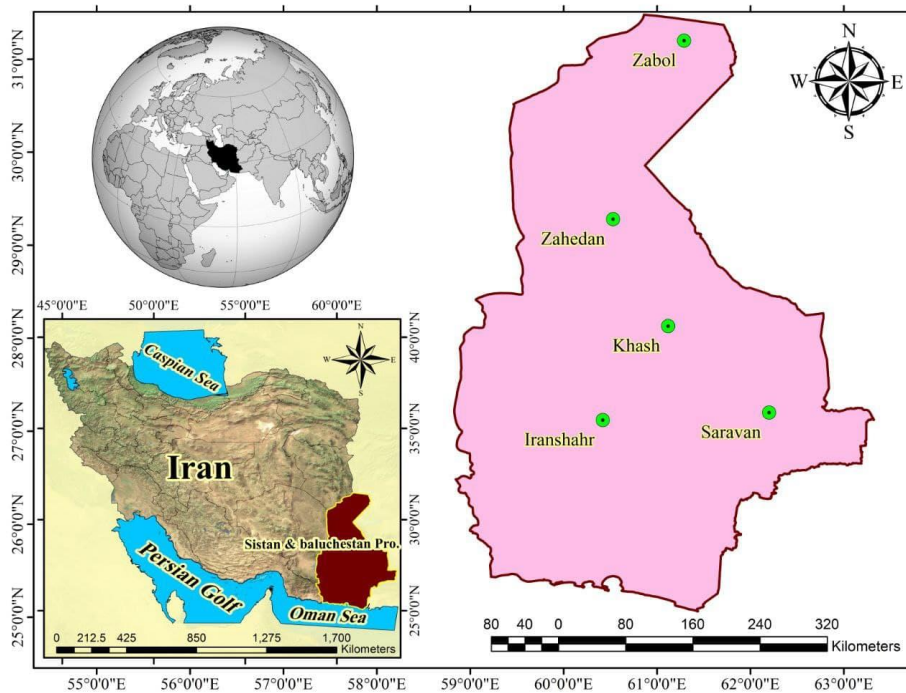 31°0'0"N
30°0'0"N
29°0'0"N
28°0'0"N
27°0'0"N
26°0'0"N
25°0'0"N
45°0'0"E 50°0'0"E 55°0'0"E 60°0'0"E
40°0'0"N
35°0'0"N
30°0'0"N
25°0'0"N
N
W E
S
Caspian Sea
Iran
Sistan & baluchestan Pro.
Persian Golf
Oman Sea
0 212.5 425 850 1,275 1,700
Kilometers
N
W E
S
Zabol
Zahedan
Khash
Iranshahr
Saravan
80 40 0 80 160 240 320
Kilometers
55°0'0"E 56°0'0"E 57°0'0"E 58°0'0"E 59°0'0"E 60°0'0"E 61°0'0"E 62°0'0"E 63°0'0"E